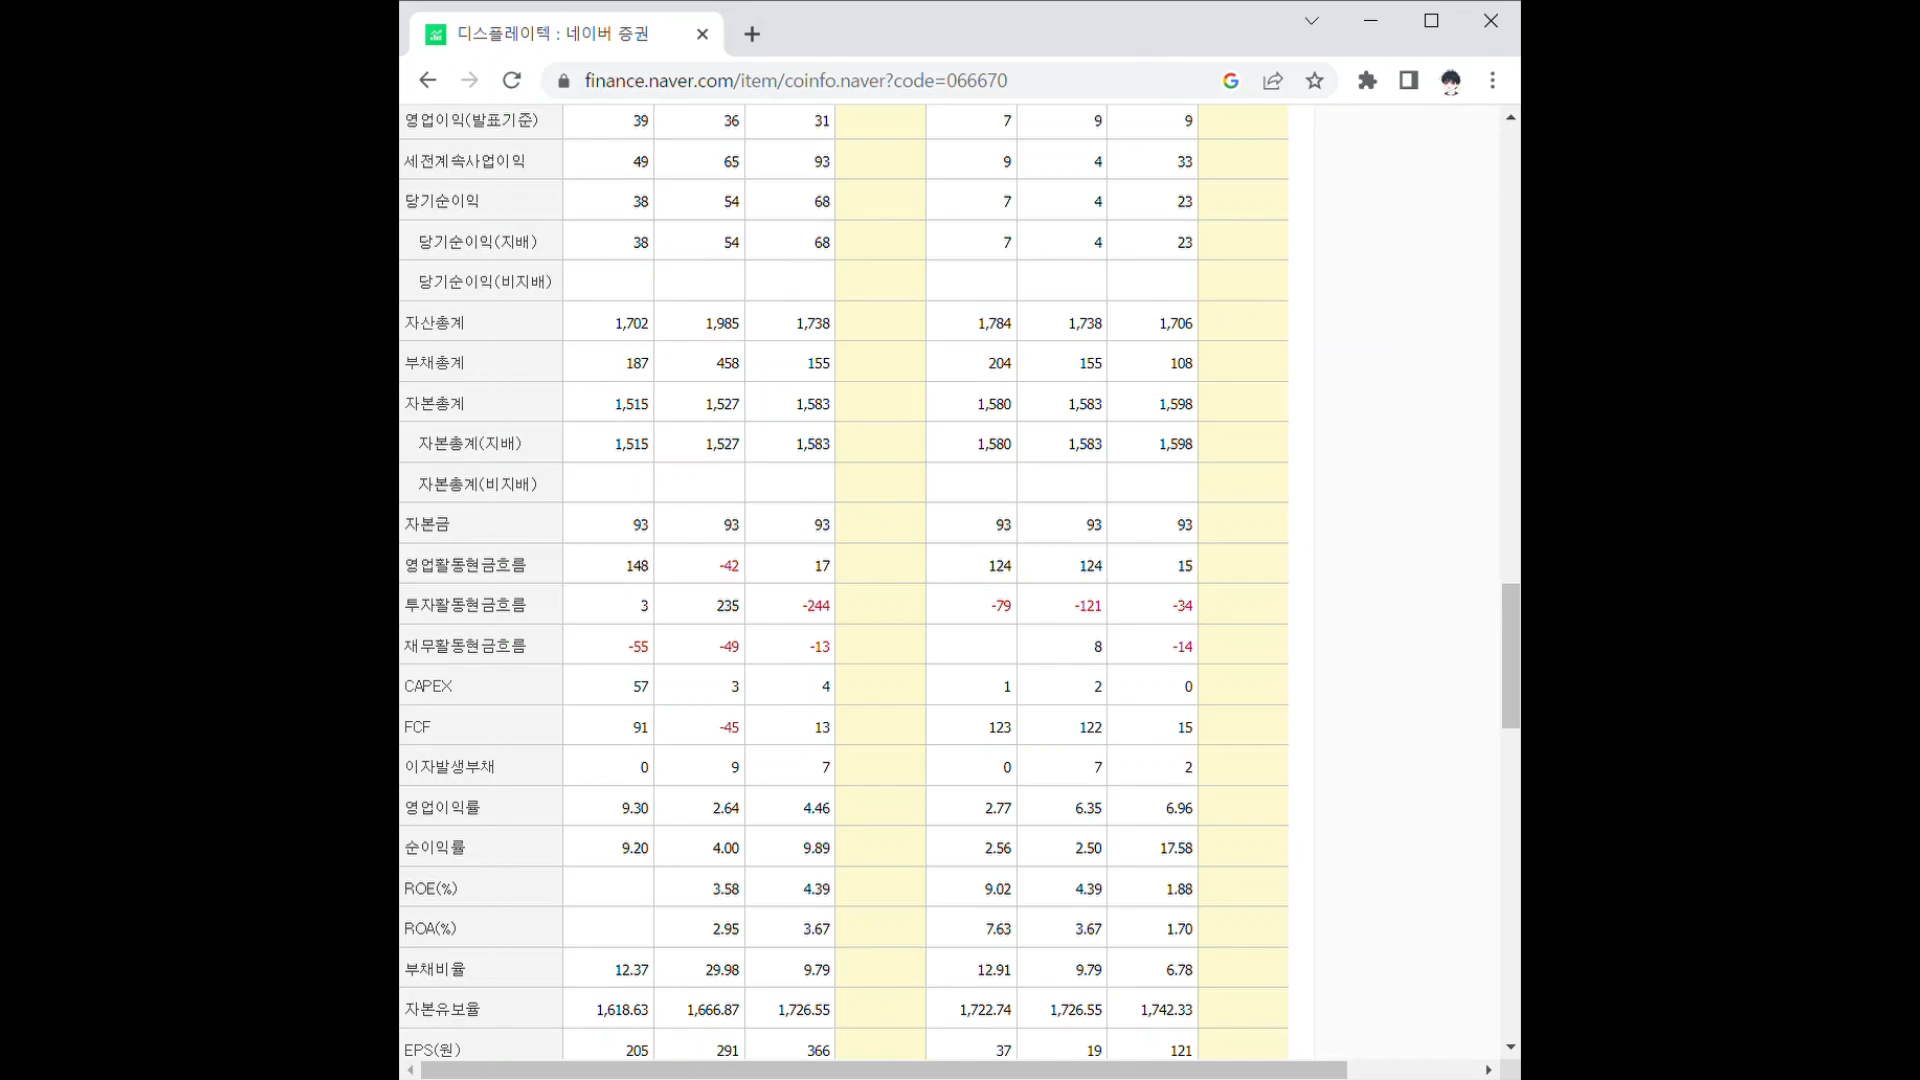 디스플레이텍 : 네이버 증권
finance.naver.com/item/coinfo.naver?code=066670
영업이익(발표기준) 39 36 31 7 9 9
세전계속사업이익 49 65 93 9 4 33
당기순이익 38 54 68 7 4 23
당기순이익(지배) 38 54 68 7 4 23
당기순이익(비지배)
자산총계 1,702 1,985 1,738 1,784 1,738 1,706
부채총계 187 458 155 204 155 108
자본총계 1,515 1,527 1,583 1,580 1,583 1,598
자본총계(지배) 1,515 1,527 1,583 1,580 1,583 1,598
자본총계(비지배)
자본금 93 93 93 93 93 93
영업활동현금흐름 148 -42 17 124 124 15
투자활동현금흐름 3 235 -244 -79 -121 -34
재무활동현금흐름 -55 -49 -13 8 -14
CAPEX 57 3 4 1 2 0
FCF 91 -45 13 123 122 15
이자발생부채 0 9 7 0 7 2
영업이익률 9.30 2.64 4.46 2.77 6.35 6.96
순이익률 9.20 4.00 9.89 2.56 2.50 17.58
ROE(%) 3.58 4.39 9.02 4.39 1.88
ROA(%) 2.95 3.67 7.63 3.67 1.70
부채비율 12.37 29.98 9.79 12.91 9.79 6.78
자본유보율 1,618.63 1,666.87 1,726.55 1,722.74 1,726.55 1,742.33
EPS(원) 205 291 366 37 19 121